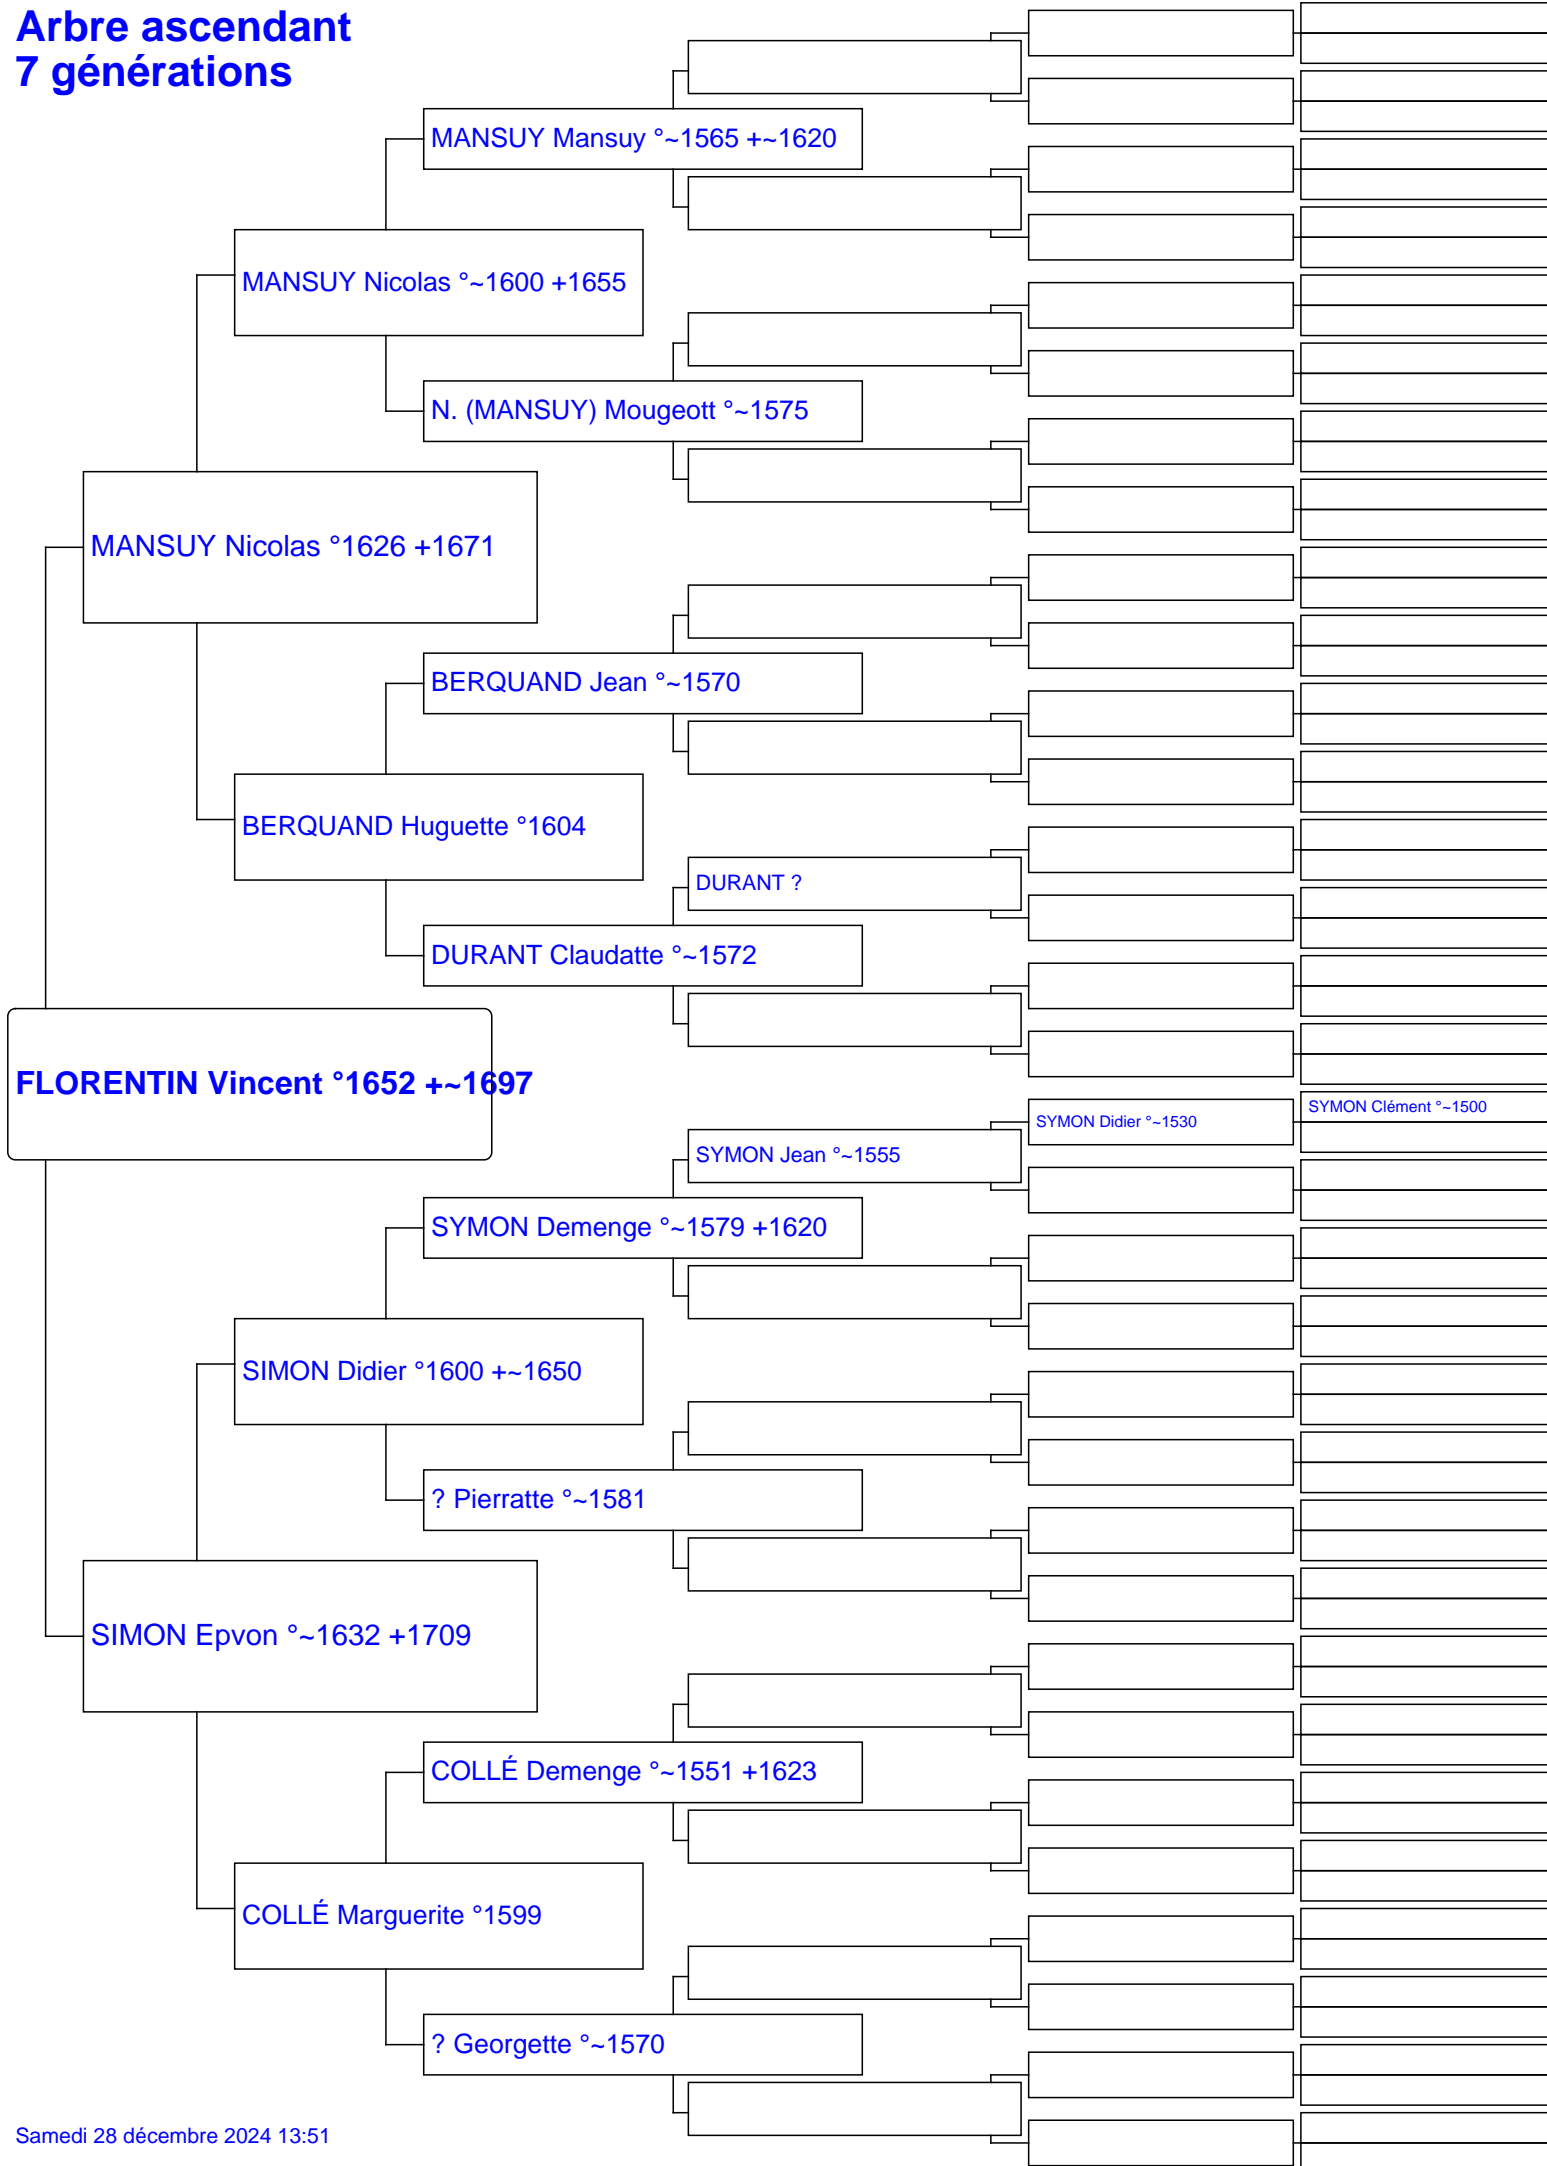 Arbre ascendant
7 générations
MANSUY Mansuy °~1565 +~1620
MANSUY Nicolas °~1600 +1655
N. (MANSUY) Mougeott °~1575
MANSUY Nicolas °1626 +1671
BERQUAND Jean °~1570
BERQUAND Huguette °1604
DURANT ?
DURANT Claudatte °~1572
FLORENTIN Vincent °1652 +~1697
SYMON Clément °~1500
SYMON Didier °~1530
SYMON Jean °~1555
SYMON Demenge °~1579 +1620
SIMON Didier °1600 +~1650
? Pierratte °~1581
SIMON Epvon °~1632 +1709
COLLÉ Demenge °~1551 +1623
COLLÉ Marguerite °1599
? Georgette °~1570
Samedi 28 décembre 2024 13:51